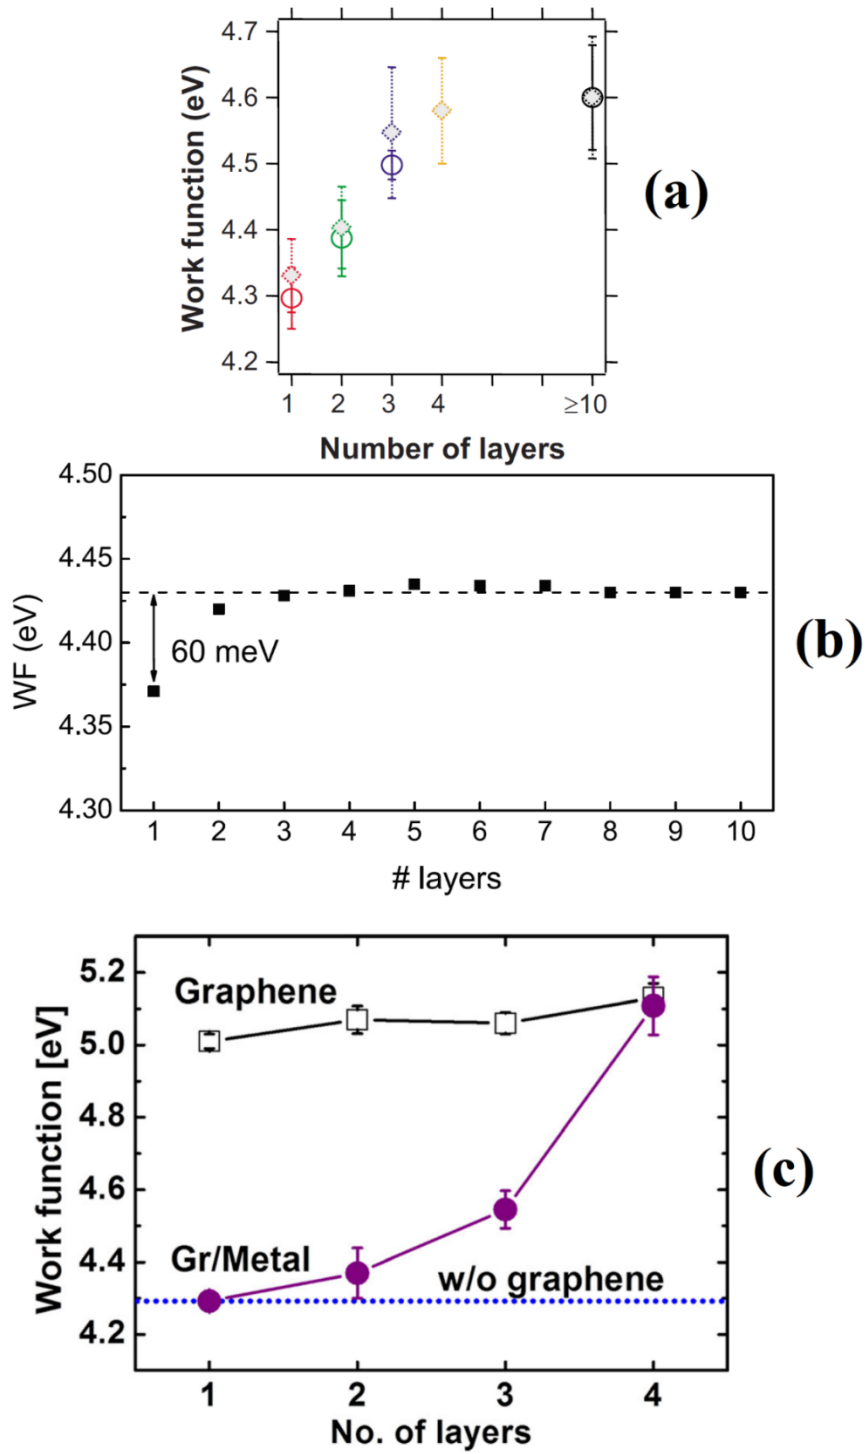 4.7
4.6
4.5
4.4
4.3
4.2
Work function (eV)
1 2 3 4 ≥10
Number of layers
(a)
4.50
4.45
4.40
4.35
4.30
WF (eV)
60 meV
1 2 3 4 5 6 7 8 9 10
# layers
(b)
5.2
5.0
4.8
4.6
4.4
4.2
Work function [eV]
Graphene
Gr/Metal
w/o graphene
1 2 3 4
No. of layers
(c)